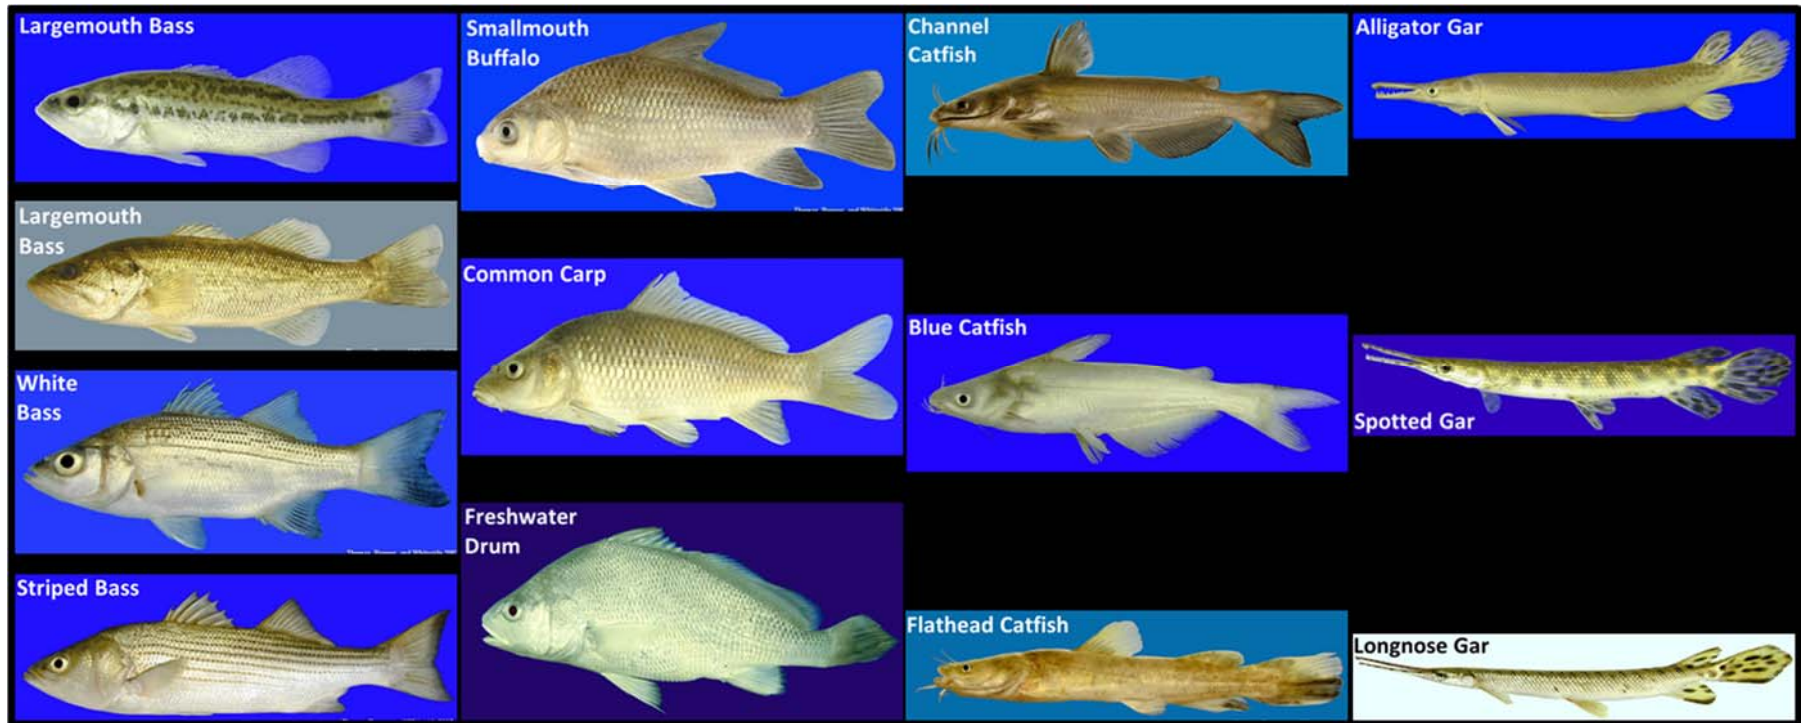 Largemouth Bass
Largemouth
Bass
White
Bass
Striped Bass
Smallmouth
Buffalo
Common Carp
Freshwater
Drum
Channel
Catfish
Blue Catfish
Flathead Catfish
Alligator Gar
Spotted Gar
Longnose Gar